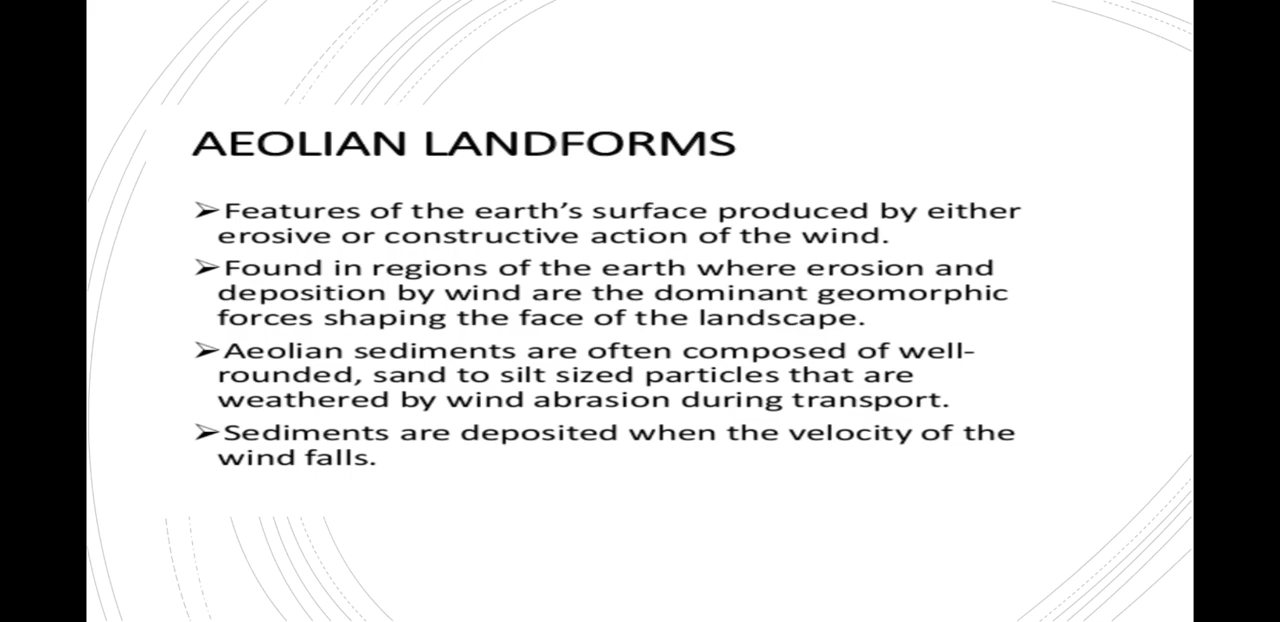 AEOLIAN LANDFORMS
➢Features of the earth’s surface produced by either
erosive or constructive action of the wind.
➢Found in regions of the earth where erosion and
deposition by wind are the dominant geomorphic
forces shaping the face of the landscape.
➢Aeolian sediments are often composed of well-
rounded, sand to silt sized particles that are
weathered by wind abrasion during transport.
➢Sediments are deposited when the velocity of the
wind falls.